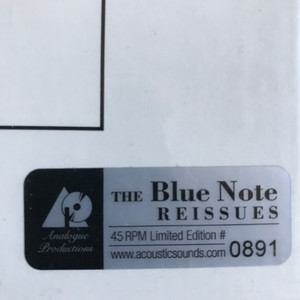 THE Blue Note
REISSUES
Analogue
Productions
45 RPM Limited Edition #
www.acousticsounds.com 0891